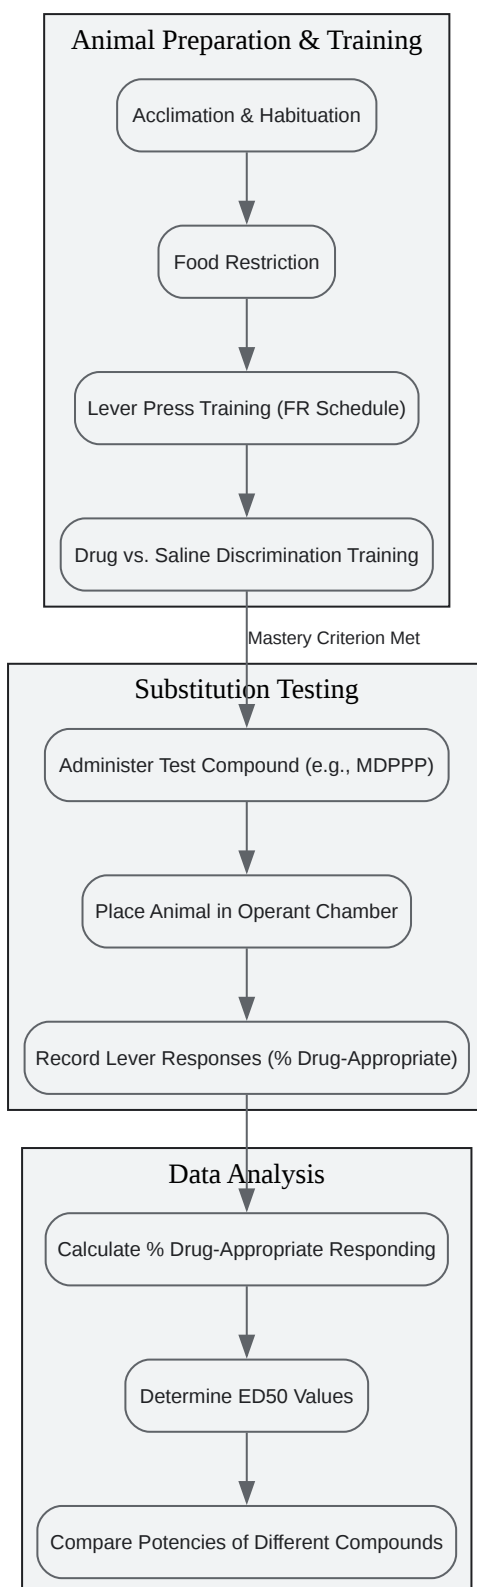 Animal Preparation & Training
Acclimation & Habituation
Food Restriction
Lever Press Training (FR Schedule)
Drug vs. Saline Discrimination Training
Mastery Criterion Met
Substitution Testing
Administer Test Compound (e.g., MDPPP)
Place Animal in Operant Chamber
Record Lever Responses (% Drug-Appropriate)
Data Analysis
Calculate % Drug-Appropriate Responding
Determine ED50 Values
Compare Potencies of Different Compounds